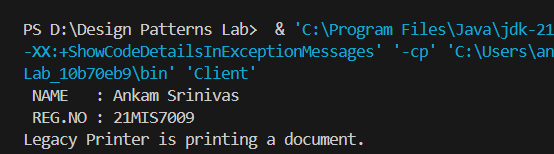 PS D:\Design Patterns Lab>  & 'C:\Program Files\Java\jdk-21
-XX:+ShowCodeDetailsInExceptionMessages' '-cp' 'C:\Users\an
Lab_10b70eb9\bin' 'Client'
NAME   : Ankam Srinivas
REG.NO : 21MIS7009
Legacy Printer is printing a document.